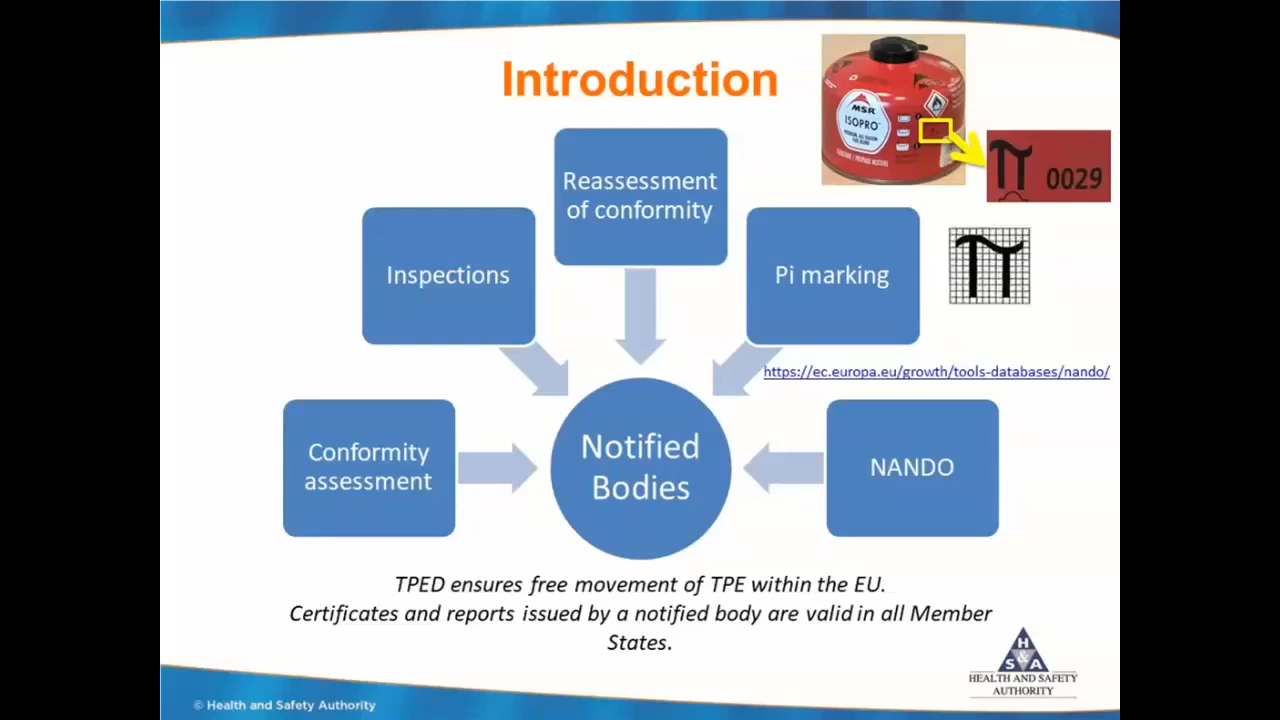 Introduction
MSR
ISOPRO
0029
Reassessment
of conformity
Inspections
Pi marking
https://ec.europa.eu/growth/tools-databases/nando/
Conformity
assessment
Notified
Bodies
NANDO
TPED ensures free movement of TPE within the EU.
Certificates and reports issued by a notified body are valid in all Member
States.
H
&
S A
HEALTH AND SAFETY
AUTHORITY
© Health and Safety Authority